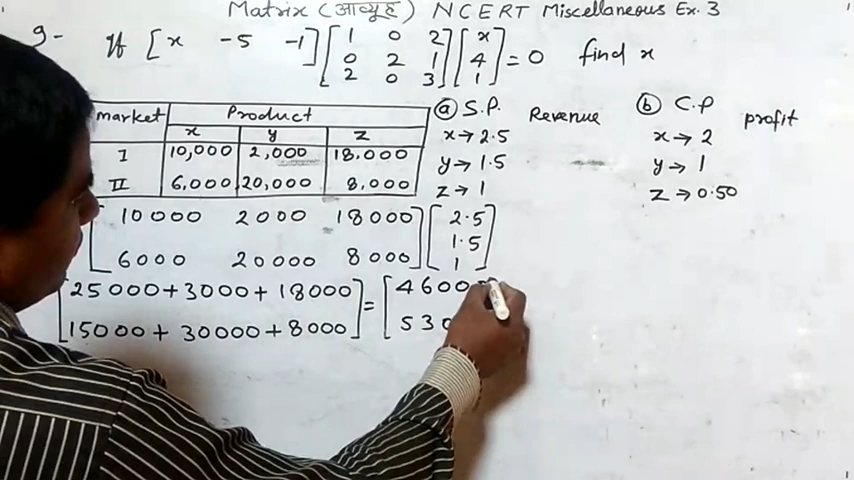 Matrix (आव्यूह) NCERT Miscellaneous Ex. 3
9- If [x -5 -1] [1 0 2] [x] = 0 find x
[0 2 1] [4]
[2 0 3] [1]
market Product
x y z
I 10,000 2,000 18,000
II 6,000 20,000 8,000
(a) S.P. Revenue
x → 2.5
y → 1.5
z → 1
(b) C.P profit
x → 2
y → 1
z → 0.50
[10000 2000 18000] [2.5]
[1.5]
[6000 20000 8000] [1]
[25000+3000+18000] = [4600
[15000+30000+8000] [53